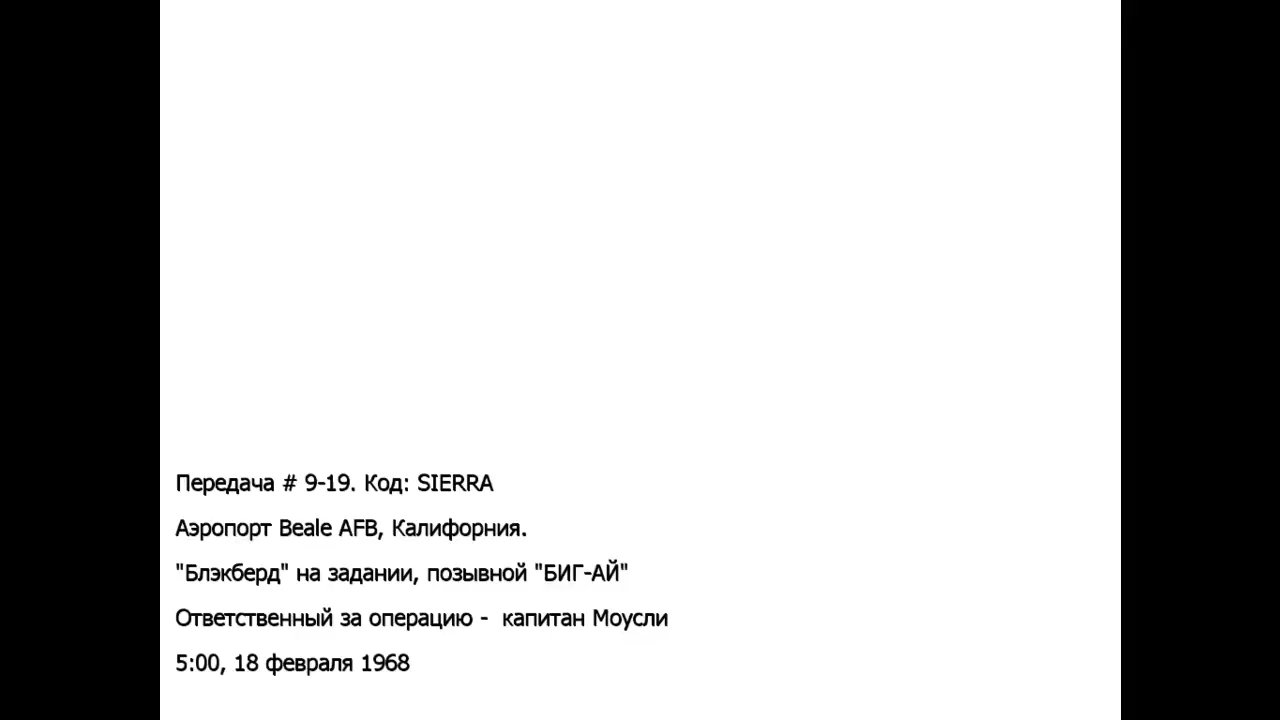 Передача # 9-19. Код: SIERRA
Аэропорт Beale AFB, Калифорния.
"Блэкберд" на задании, позывной "БИГ-АЙ"
Ответственный за операцию -  капитан Моусли
5:00, 18 февраля 1968